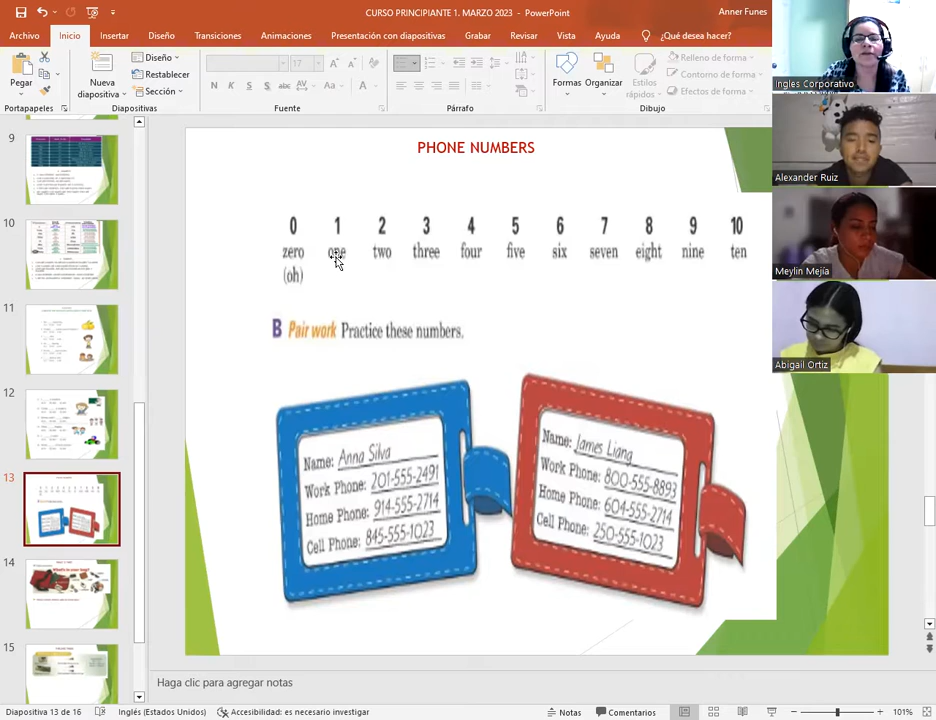 CURSO PRINCIPIANTE 1. MARZO 2023 - PowerPoint
Anner Funes
Archivo Inicio Insertar Diseño Transiciones Animaciones Presentación con diapositivas Grabar Revisar Vista Ayuda ¿Qué desea hacer?
Pegar
Nueva diapositiva
Diseño
Restablecer
Sección
17
N K S
Formas
Organizar
Estilos rápidos
Relleno de forma
Contorno de forma
Efectos de forma
Portapapeles Diapositivas Fuente Párrafo Dibujo
Ingles Corporativo
Alexander Ruiz
Meylin Mejía
Abigail Ortiz
9
10
11
12
13
14
15
PHONE NUMBERS
0 1 2 3 4 5 6 7 8 9 10
zero one two three four five six seven eight nine ten
(oh)
B Pair work Practice these numbers.
Name: Anna Silva
Work Phone: 201-555-2491
Home Phone: 914-555-2714
Cell Phone: 845-555-1023
Name: James Liang
Work Phone: 800-555-8893
Home Phone: 604-555-2714
Cell Phone: 250-555-1023
Haga clic para agregar notas
Diapositiva 13 de 16 Inglés (Estados Unidos) Accesibilidad: es necesario investigar Notas Comentarios 101%